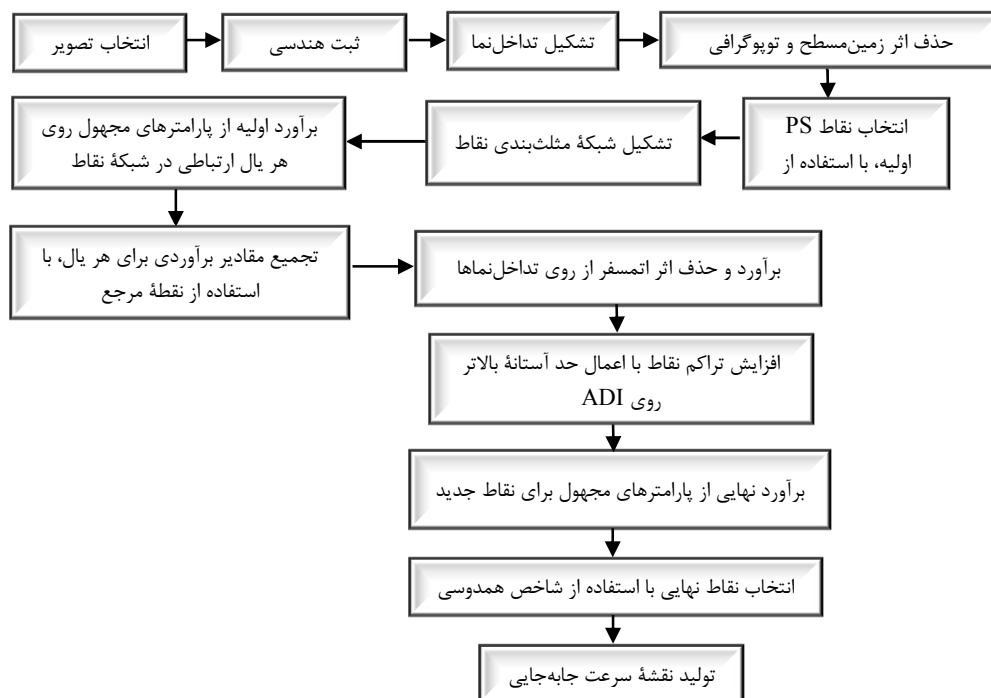 انتخاب تصویر
ثبت هندسی
تشکیل تداخل‌نما
حذف اثر زمین‌مسطح و توپوگرافی
انتخاب نقاط PS
اولیه، با استفاده از
تشکیل شبکهٔ مثلث‌بندی نقاط
برآورد اولیه از پارامترهای مجهول روی
هر یال ارتباطی در شبکهٔ نقاط
تجمیع مقادیر برآوردی برای هر یال، با
استفاده از نقطهٔ مرجع
برآورد و حذف اثر اتمسفر از روی تداخل‌نماها
افزایش تراکم نقاط با اعمال حد آستانهٔ بالاتر
روی ADI
برآورد نهایی از پارامترهای مجهول برای نقاط جدید
انتخاب نقاط نهایی با استفاده از شاخص همدوسی
تولید نقشهٔ سرعت جابه‌جایی